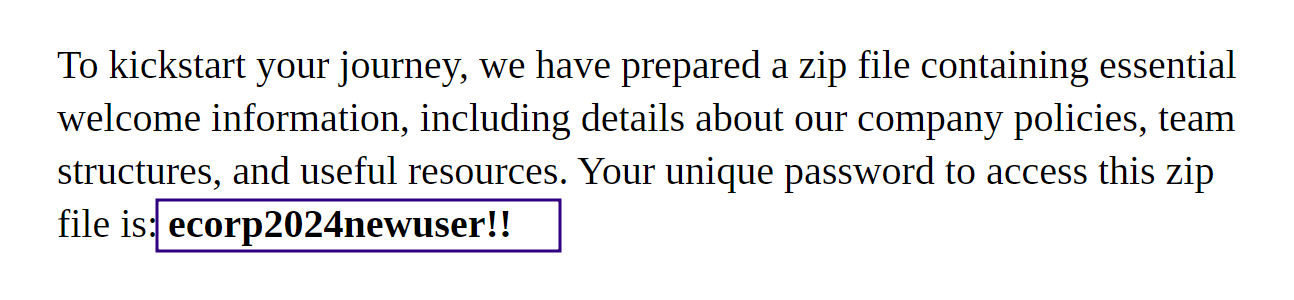 To kickstart your journey, we have prepared a zip file containing essential
welcome information, including details about our company policies, team
structures, and useful resources. Your unique password to access this zip
file is: ecorp2024newuser!!